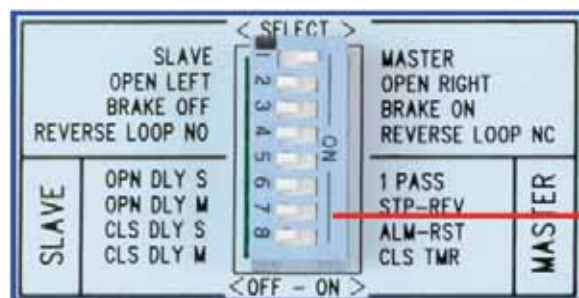 < SELECT >
SLAVE 1 MASTER
OPEN LEFT 2 OPEN RIGHT
BRAKE OFF 3 BRAKE ON
REVERSE LOOP NO 4 REVERSE LOOP NC
5 ON
SLAVE
OPN DLY S 6 1 PASS
OPN DLY M 7 STP-REV
CLS DLY S 8 ALM-RST
CLS DLY M CLS TMR
MASTER
<OFF - ON >